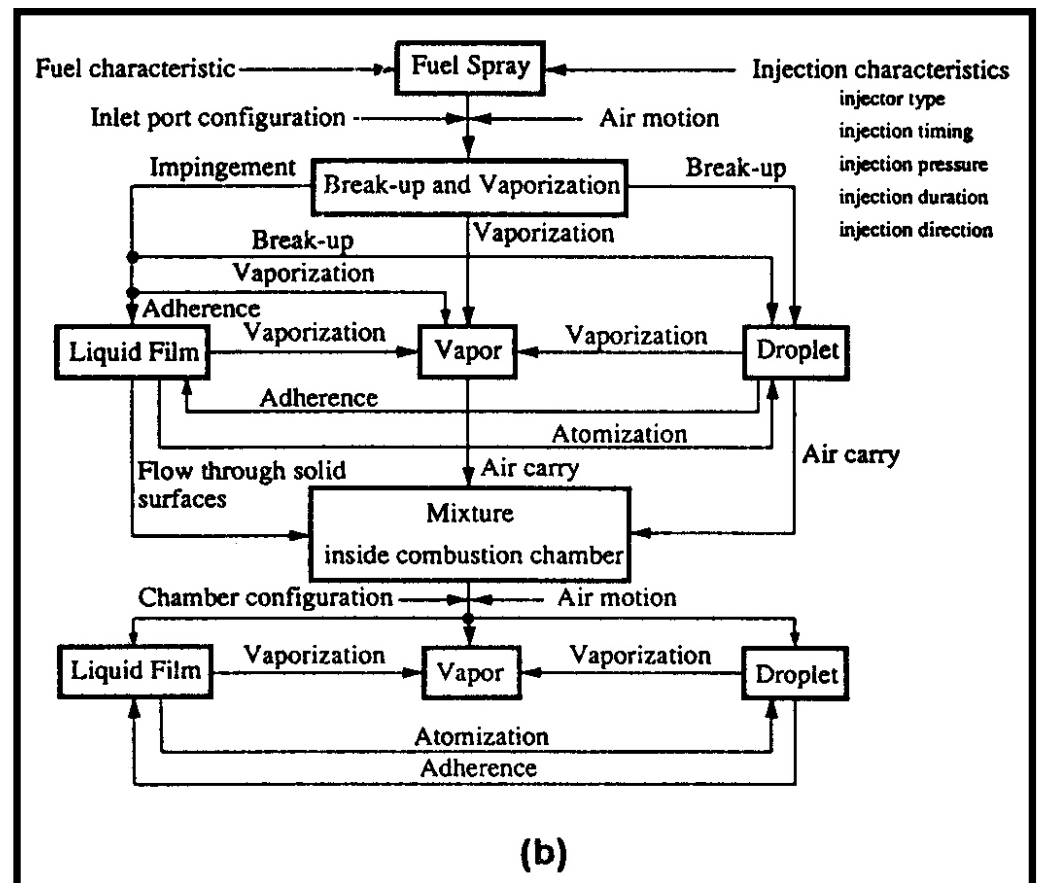 Fuel characteristic
Fuel Spray
Injection characteristics
injector type
Inlet port configuration
Air motion
injection timing
Impingement
Break-up and Vaporization
Break-up
injection pressure
injection duration
Vaporization
injection direction
Break-up
Vaporization
Adherence
Liquid Film
Vaporization
Vapor
Vaporization
Droplet
Adherence
Atomization
Flow through solid
surfaces
Air carry
Air carry
Mixture
inside combustion chamber
Chamber configuration
Air motion
Liquid Film
Vaporization
Vapor
Vaporization
Droplet
Atomization
Adherence
(b)